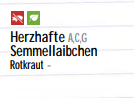 Herzhafte A,C,G
Semmellaibchen
Rotkraut -